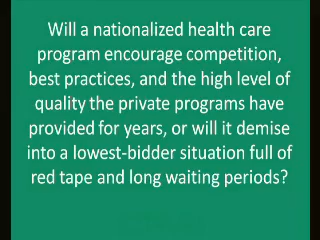 Will a nationalized health care
program encourage competition,
best practices, and the high level of
quality the private programs have
provided for years, or will it demise
into a lowest-bidder situation full of
red tape and long waiting periods?